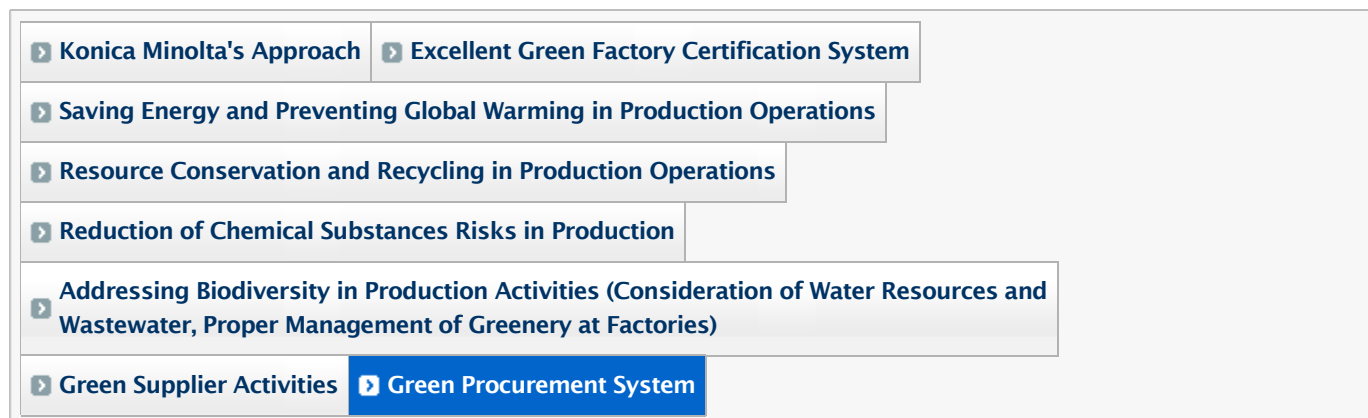 Konica Minolta's Approach Excellent Green Factory Certification System
Saving Energy and Preventing Global Warming in Production Operations
Resource Conservation and Recycling in Production Operations
Reduction of Chemical Substances Risks in Production
Addressing Biodiversity in Production Activities (Consideration of Water Resources and
Wastewater, Proper Management of Greenery at Factories)
Green Supplier Activities Green Procurement System